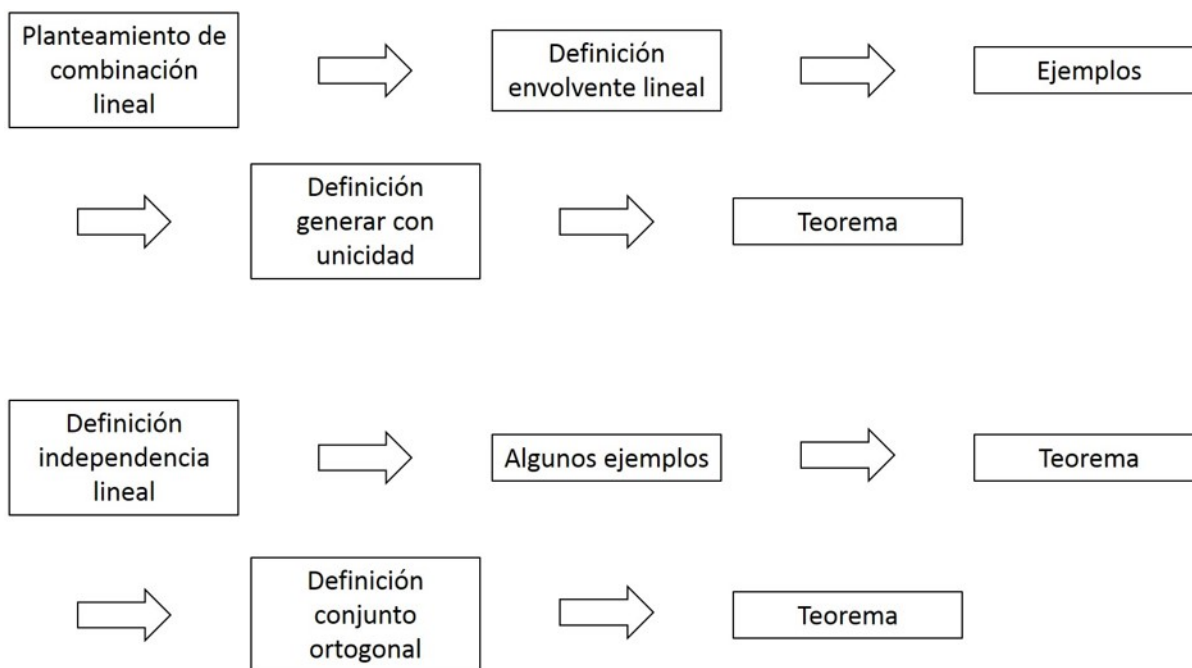 Planteamiento de
combinación
lineal
Definición
envolvente lineal
Ejemplos
Definición
generar con
unicidad
Teorema
Definición
independencia
lineal
Algunos ejemplos
Teorema
Definición
conjunto
ortogonal
Teorema